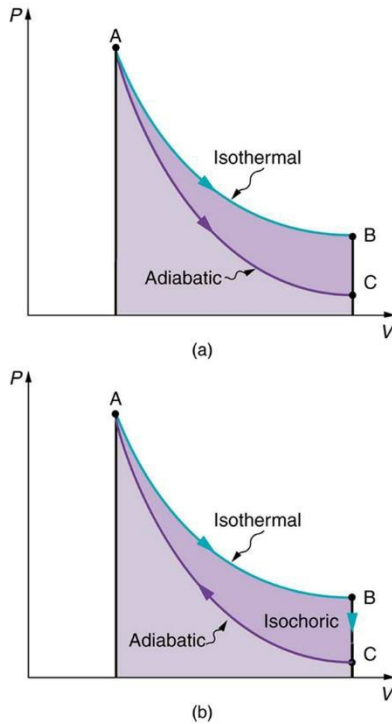 P
A
Isothermal
B
Adiabatic
C
V
(a)
P
A
Isothermal
B
Isochoric
Adiabatic
C
V
(b)